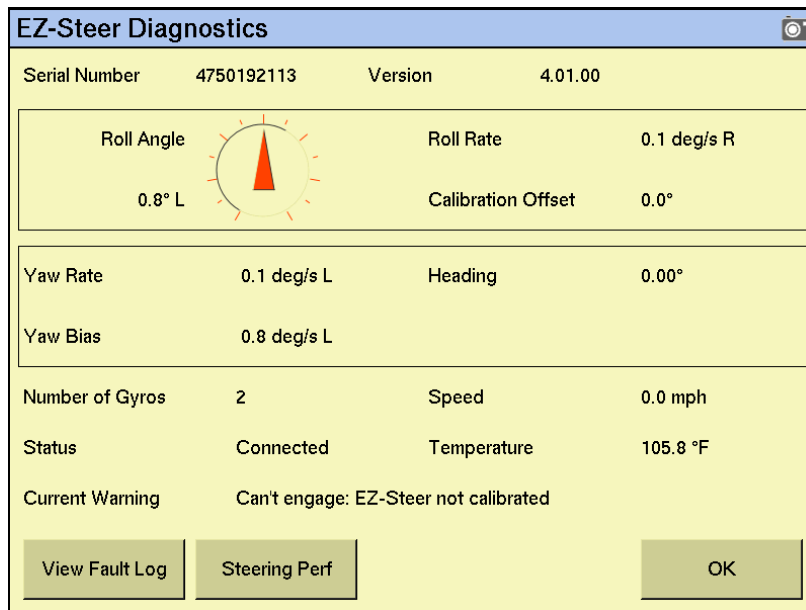 EZ-Steer Diagnostics
Serial Number 4750192113 Version 4.01.00
Roll Angle Roll Rate 0.1 deg/s R
0.8° L Calibration Offset 0.0°
Yaw Rate 0.1 deg/s L Heading 0.00°
Yaw Bias 0.8 deg/s L
Number of Gyros 2 Speed 0.0 mph
Status Connected Temperature 105.8 °F
Current Warning Can't engage: EZ-Steer not calibrated
View Fault Log Steering Perf OK